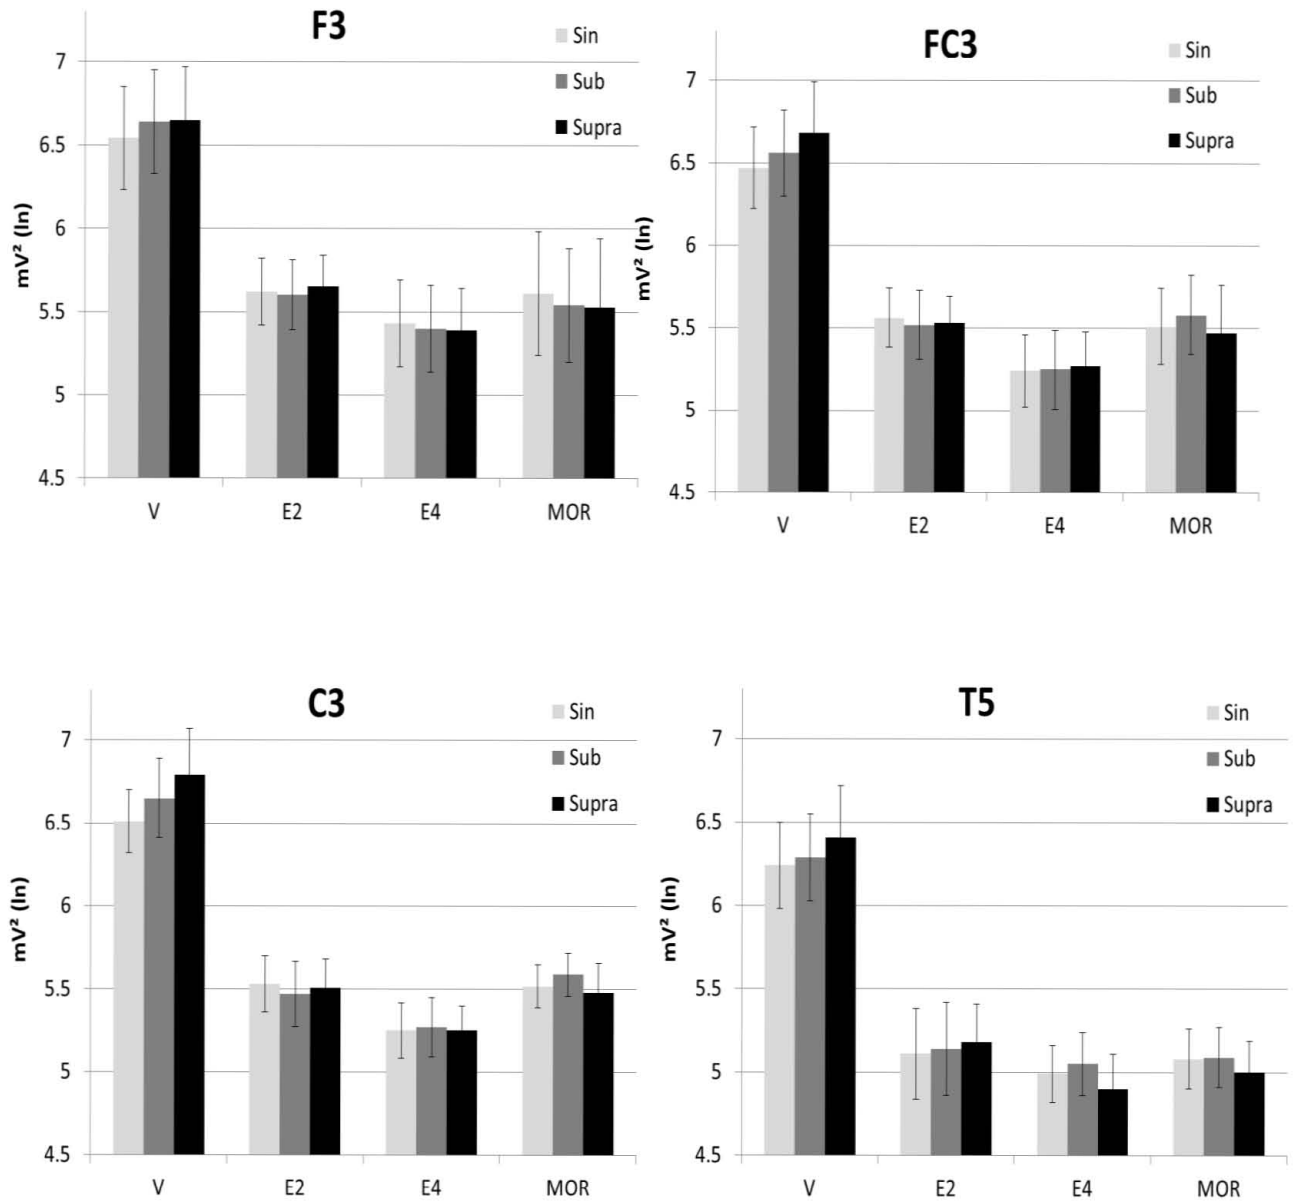 F3
Sin
Sub
Supra
7
6.5
6
5.5
5
4.5
mV² (ln)
V E2 E4 MOR
FC3
Sin
Sub
Supra
7
6.5
6
5.5
5
4.5
mV² (ln)
V E2 E4 MOR
C3
Sin
Sub
Supra
7
6.5
6
5.5
5
4.5
mV² (ln)
V E2 E4 MOR
T5
Sin
Sub
Supra
7
6.5
6
5.5
5
4.5
mV² (ln)
V E2 E4 MOR